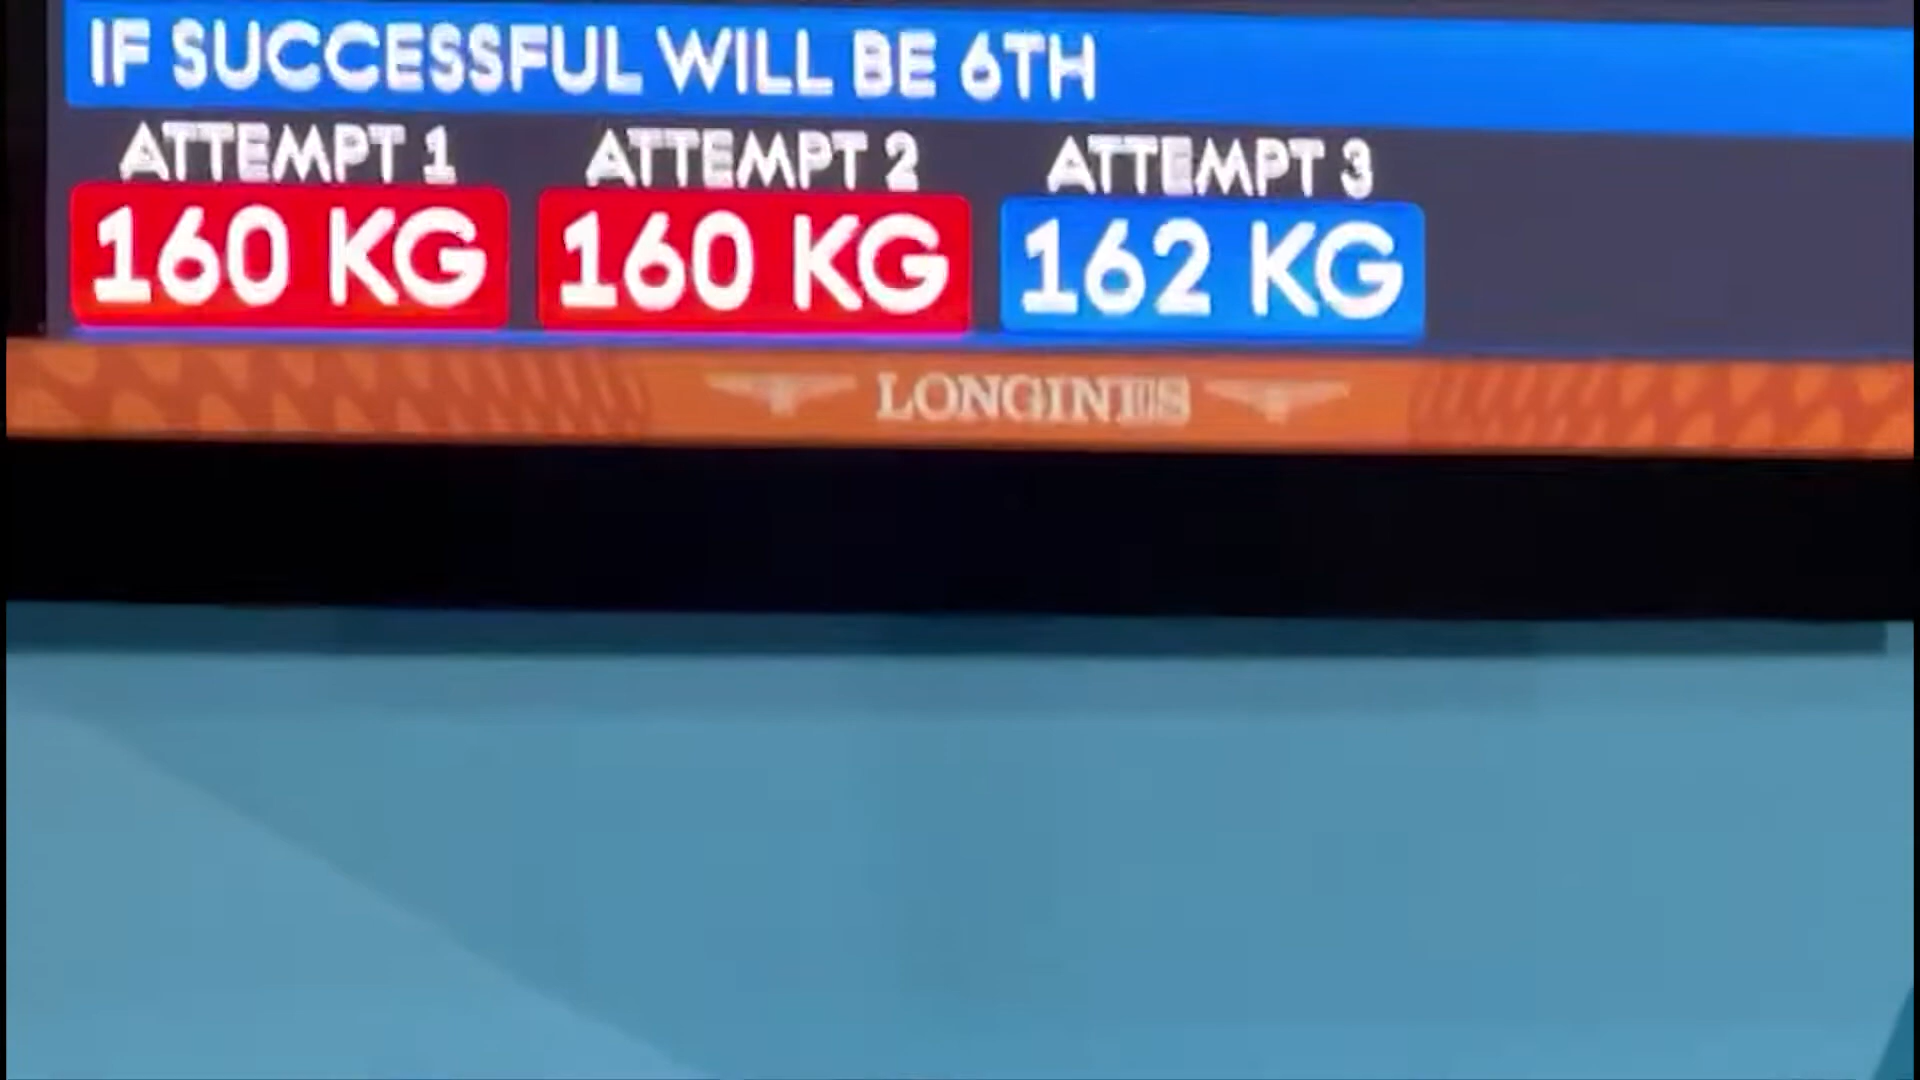 IF SUCCESSFUL WILL BE 6TH
ATTEMPT 1 ATTEMPT 2 ATTEMPT 3
160 KG 160 KG 162 KG
LONGINES